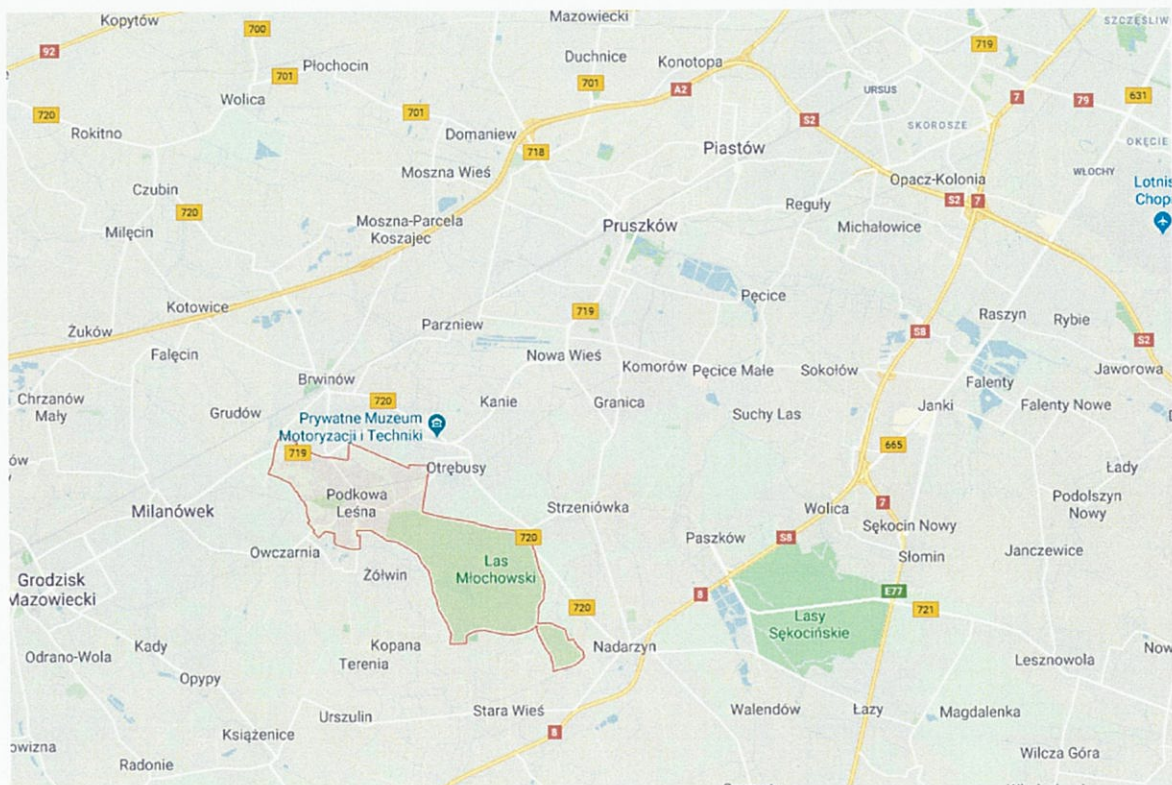 Kopytów
700
Mazowiecki
SZCZĘŚLIW
92
Płochocin
Duchnice
Konotopa
719
701
701
A2
URSUS
7
79
631
Wolica
720
701
S2
SKOROSZE
Rokitno
Domaniew
718
Piastów
OKĘCIE
Moszna Wieś
WŁOCHY
Czubin
Opacz-Kolonia
Lotnis
Chop
720
S2
7
Moszna-Parcela
Koszajec
Reguły
Milęcin
Pruszków
Michałowice
Pęcice
Kotowice
719
Raszyn
Rybie
Żuków
Parzniew
S8
S2
Falęcin
Nowa Wieś
Komorów
Pęcice Małe
Sokołów
Jaworowa
Brwinów
Falenty
Chrzanów
Mały
720
Kanie
Granica
Janki
Falenty Nowe
Grudów
Prywatne Muzeum
Motoryzacji i Techniki
Suchy Las
719
665
ów
Otrębusy
Łady
Podkowa
Leśna
Podolszyn
Nowy
Milanówek
Strzeniówka
Wolica
7
Sękocin Nowy
720
Paszków
S8
Owczarnia
Słomin
Janczewice
Las
Młochowski
Żółwin
Grodzisk
Mazowiecki
8
E77
720
721
Lasy
Sękocińskie
Kady
Kopana
Nadarzyn
Odrano-Wola
Terenia
Lesznowola
Now
Opypy
Urszulin
Stara Wieś
Walendów
Łazy
Magdalenka
Książenice
8
owizna
Wilcza Góra
Radonie